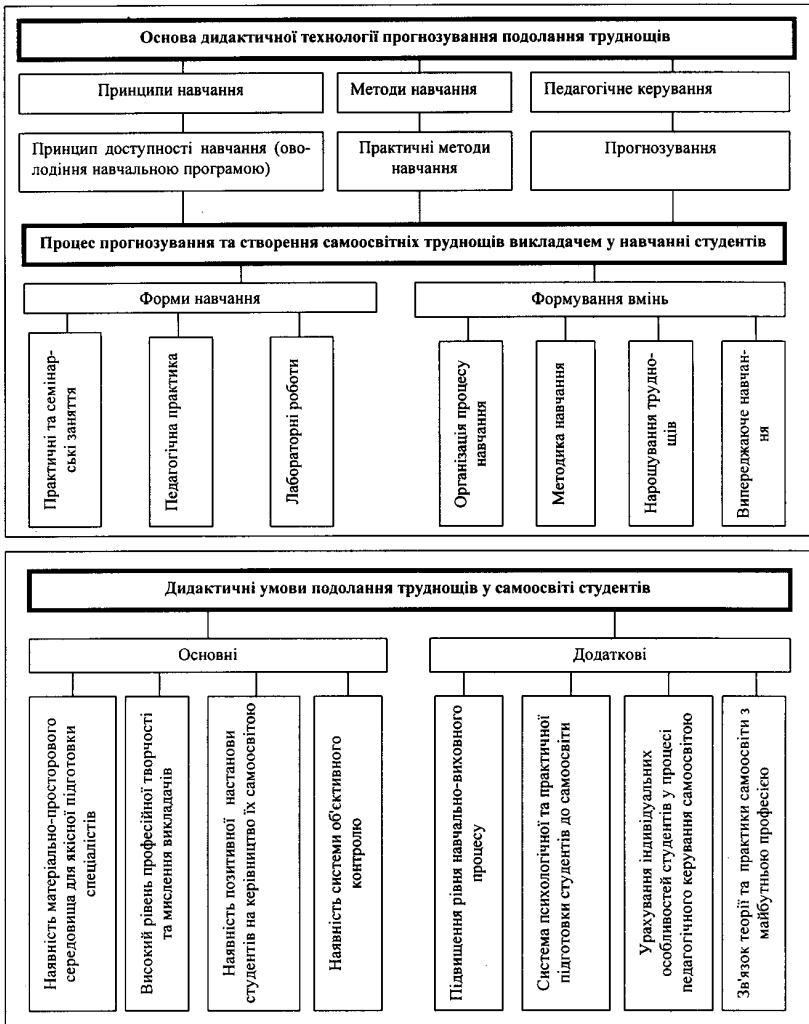 Основа дидактичної технології прогнозування подолання труднощів
Принципи навчання
Методи навчання
Педагогічне керування
Принцип доступності навчання (ово-
лодіння навчальною програмою)
Практичні методи
навчання
Прогнозування
Процес прогнозування та створення самоосвітніх труднощів викладачем у навчанні студентів
Форми навчання
Формування вмінь
Практичні та семінар-
ські заняття
Педагогічна практика
Лабораторні роботи
Організація процесу
навчання
Методика навчання
Нарощування трудно-
щів
Випереджаюче навчан-
ня
Дидактичні умови подолання труднощів у самоосвіті студентів
Основні
Додаткові
Наявність матеріально-просторового
середовища для якісної підготовки
спеціалістів
Високий рівень професійної творчості
та мислення викладачів
Наявність позитивної настанови
студентів на керівництво їх самоосвітою
Наявність системи об'єктивного
контролю
Підвищення рівня навчально-виховного
процесу
Система психологічної та практичної
підготовки студентів до самоосвіти
Урахування індивідуальних
особливостей студентів у процесі
педагогічного керування самоосвітою
Зв'язок теорії та практики самоосвіти з
майбутньою професією